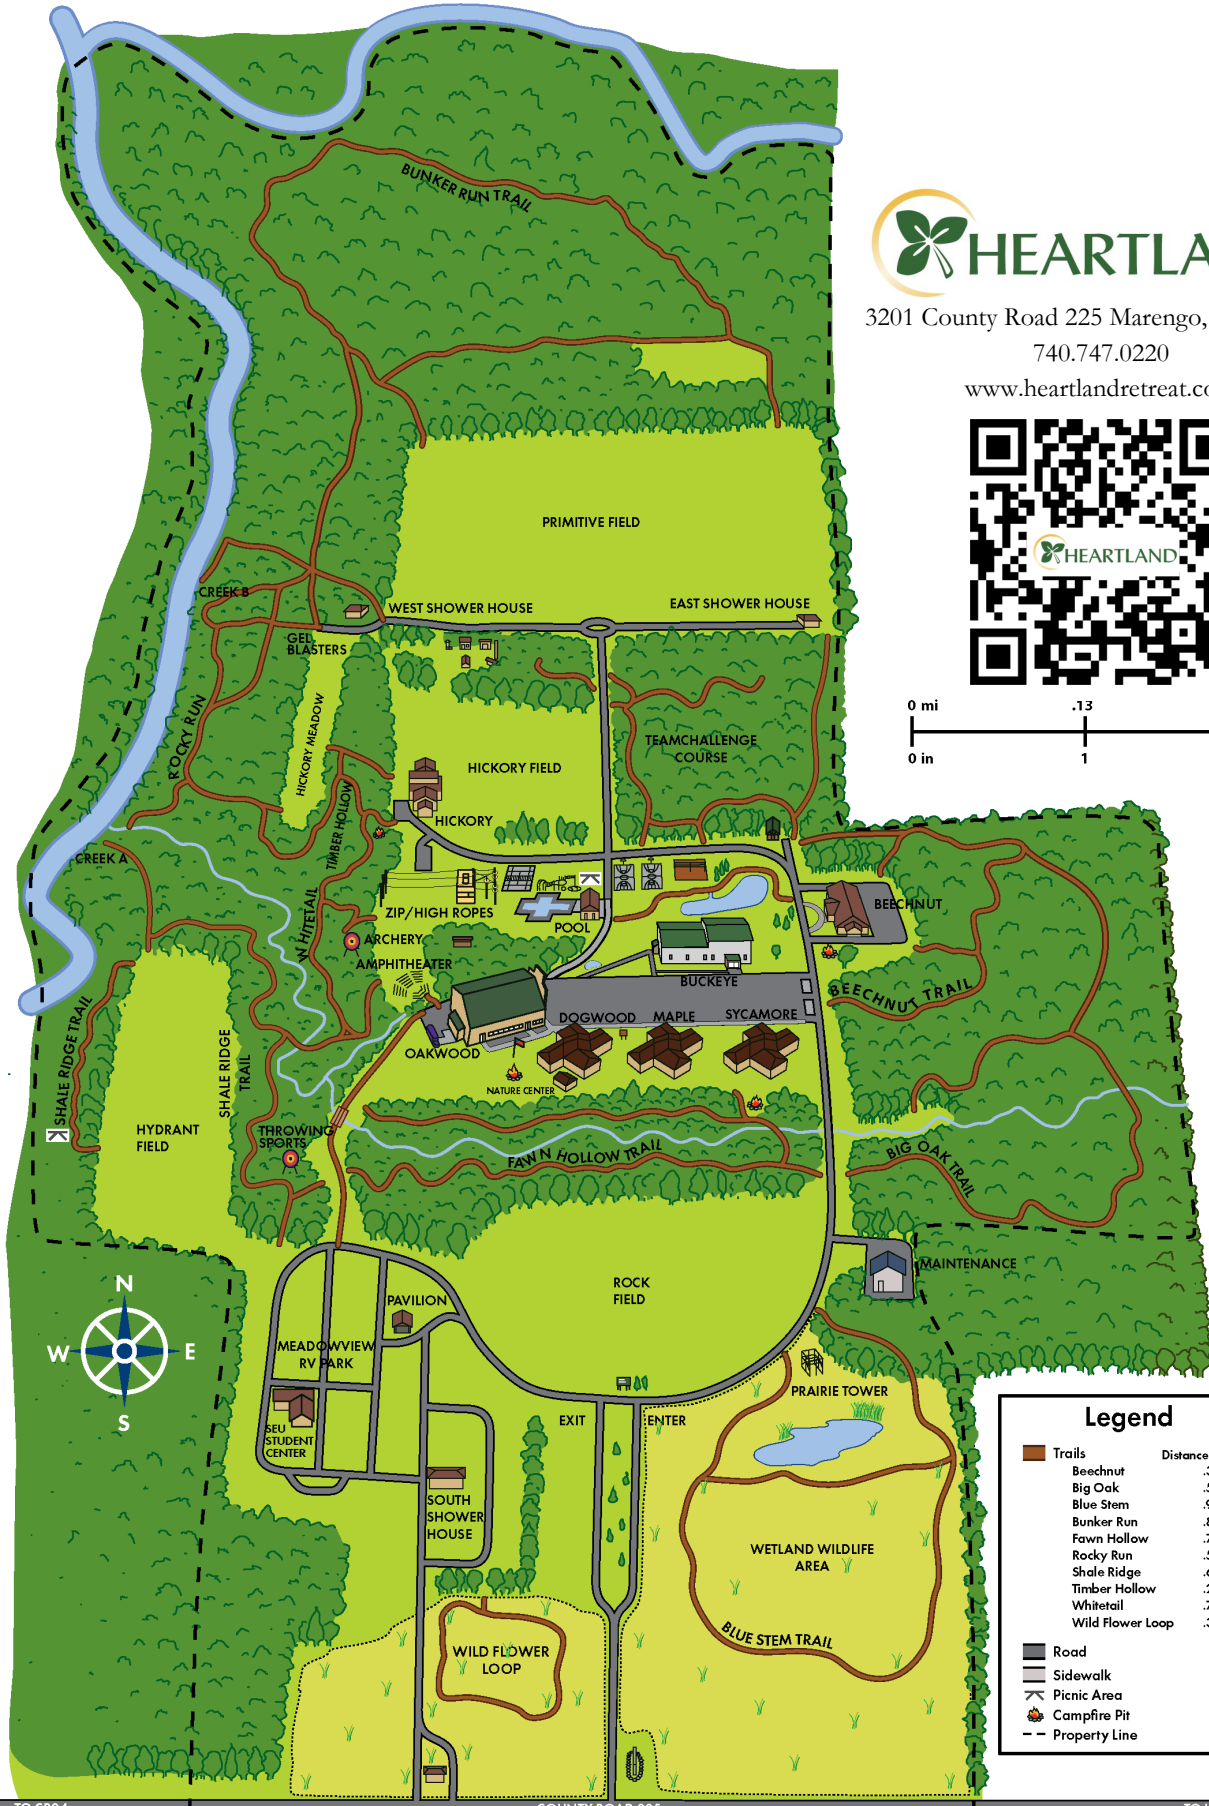 BUNKER RUN TRAIL
HEARTLA
3201 County Road 225 Marengo,
740.747.0220
www.heartlandretreat.co
HEARTLAND
0 mi
.13
0 in
1
PRIMITIVE FIELD
CREEK B
WEST SHOWER HOUSE
EAST SHOWER HOUSE
GEL
BLASTERS
ROCKY RUN
HICKORY MEADOW
HICKORY FIELD
TEAMCHALLENGE
COURSE
TIMBER HOLLOW
HICKORY
CREEK A
WHITETAIL
ZIP/HIGH ROPES
POOL
BEECHNUT
ARCHERY
AMPHITHEATER
BUCKEYE
BEECHNUT TRAIL
DOGWOOD
MAPLE
SYCAMORE
OAKWOOD
NATURE CENTER
SHALE RIDGE TRAIL
SHALE RIDGE
TRAIL
HYDRANT
FIELD
THROWING
SPORTS
FAWN HOLLOW TRAIL
BIG OAK TRAIL
MAINTENANCE
ROCK
FIELD
N
W
E
S
PAVILION
MEADOWVIEW
RV PARK
PRAIRIE TOWER
EXIT
ENTER
SEU
STUDENT
CENTER
SOUTH
SHOWER
HOUSE
WETLAND WILDLIFE
AREA
BLUE STEM TRAIL
WILD FLOWER
LOOP
Legend
Trails
Distance
Beechnut
Big Oak
Blue Stem
Bunker Run
Fawn Hollow
Rocky Run
Shale Ridge
Timber Hollow
Whitetail
Wild Flower Loop
Road
Sidewalk
Picnic Area
Campfire Pit
Property Line